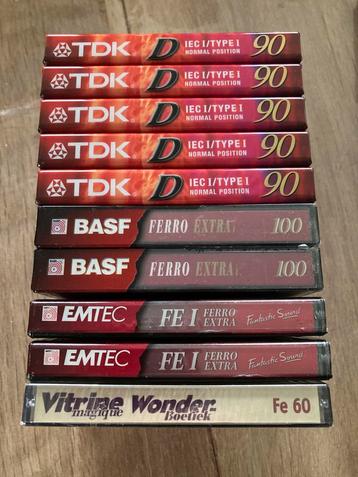 TDK D IEC I/TYPE I NORMAL POSITION 90
TDK D IEC I/TYPE I NORMAL POSITION 90
TDK D IEC I/TYPE I NORMAL POSITION 90
TDK D IEC I/TYPE I NORMAL POSITION 90
TDK D IEC I/TYPE I NORMAL POSITION 90
BASF FERRO EXTRA I 100
BASF FERRO EXTRA I 100
EMTEC FE I FERRO EXTRA Fantastic Sound
EMTEC FE I FERRO EXTRA Fantastic Sound
Vitrine magique Wonder Boetiek Fe 60